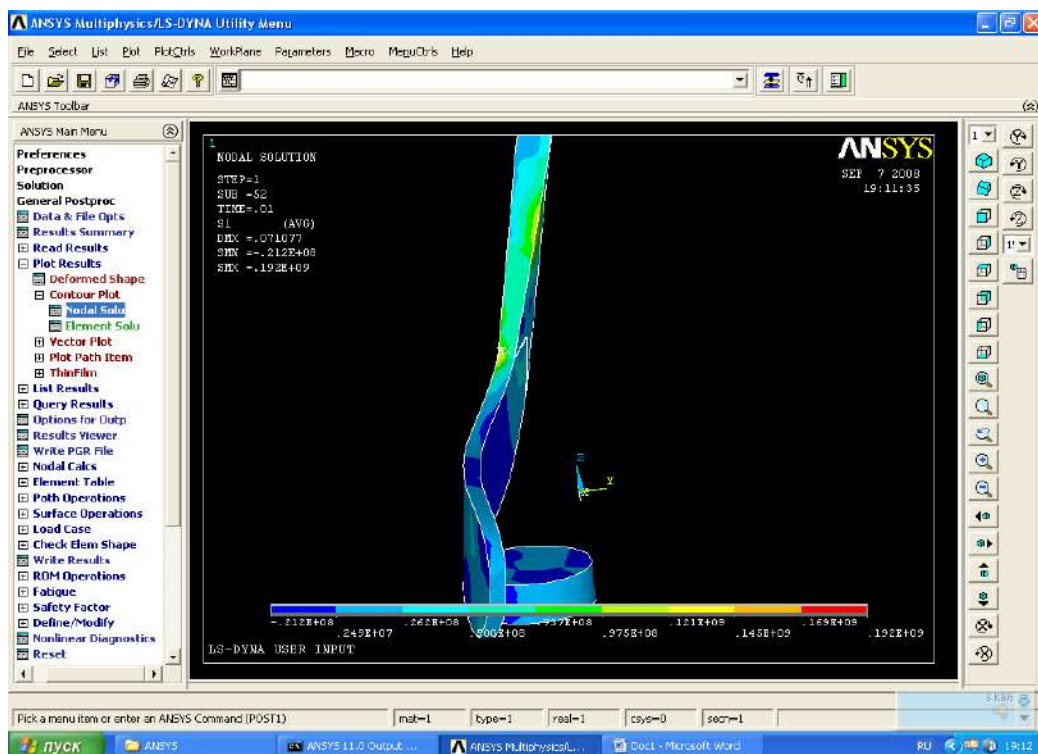 ANSYS Multiphysics/LS-DYNA Utility Menu
File Select List Plot PlotCtrls WorkPlane Parameters Macro MenuCtrls Help
ANSYS Toolbar
ANSYS Main Menu
Preferences
Preprocessor
Solution
General Postproc
Data & File Opts
Results Summary
Read Results
Plot Results
Deformed Shape
Contour Plot
Nodal Solu
Element Solu
Vector Plot
Plot Path Item
ThinFilm
List Results
Query Results
Options for Outp
Results Viewer
Write PGR File
Nodal Calcs
Element Table
Path Operations
Surface Operations
Load Case
Check Elem Shape
Write Results
ROM Operations
Fatigue
Safety Factor
Define/Modify
Nonlinear Diagnostics
Reset
1
NODAL SOLUTION
STEP=1
SUB =52
TIME=.01
S1 (AVG)
DMX =.071077
SMN =-.212E+08
SMX =.192E+09
ANSYS
SEP 7 2008
19:11:35
Z
Y
X
-.212E+08 .262E+08 .737E+08 .121E+09 .169E+09
.249E+07 .500E+08 .975E+08 .145E+09 .192E+09
LS-DYNA USER INPUT
1
Pick a menu item or enter an ANSYS Command (POST1) mat=1 type=1 real=1 csys=0 secn=1
пуск ANSYS ANSYS 11.0 Output ... ANSYS Multiphysics/L... Doc1 - Microsoft Word RU 19:12